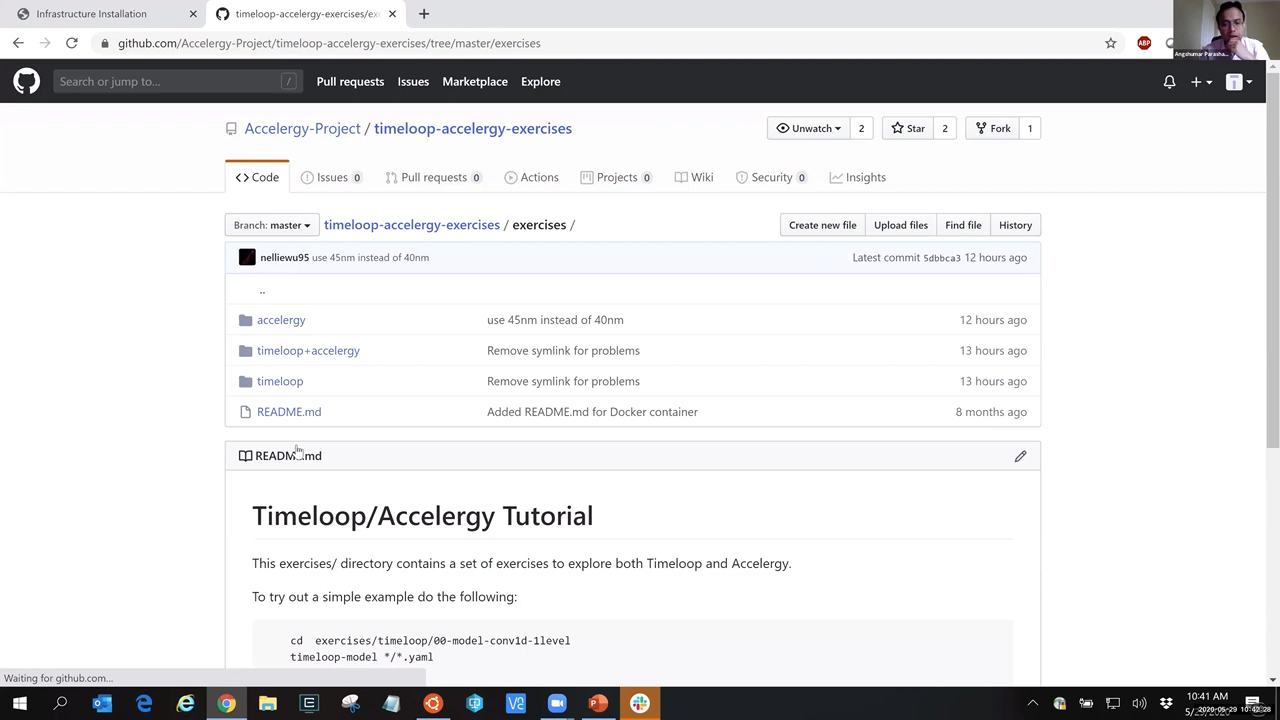 Infrastructure Installation
timeloop-accelergy-exercises/exe
github.com/Accelergy-Project/timeloop-accelergy-exercises/tree/master/exercises
ABP
Search or jump to...
/
Pull requests
Issues
Marketplace
Explore
Accelergy-Project / timeloop-accelergy-exercises
Unwatch 2
Star 2
Fork 1
Code
Issues 0
Pull requests 0
Actions
Projects 0
Wiki
Security 0
Insights
Branch: master
timeloop-accelergy-exercises / exercises /
Create new file
Upload files
Find file
History
nelliewu95 use 45nm instead of 40nm
Latest commit 5dbbca3 12 hours ago
..
accelergy use 45nm instead of 40nm 12 hours ago
timeloop+accelergy Remove symlink for problems 13 hours ago
timeloop Remove symlink for problems 13 hours ago
README.md Added README.md for Docker container 8 months ago
README.md
Timeloop/Accelergy Tutorial
This exercises/ directory contains a set of exercises to explore both Timeloop and Accelergy.
To try out a simple example do the following:
cd exercises/timeloop/00-model-conv1d-1level
timeloop-model */*.yaml
Waiting for github.com...
10:41 AM
2020-05-29 10:42:28